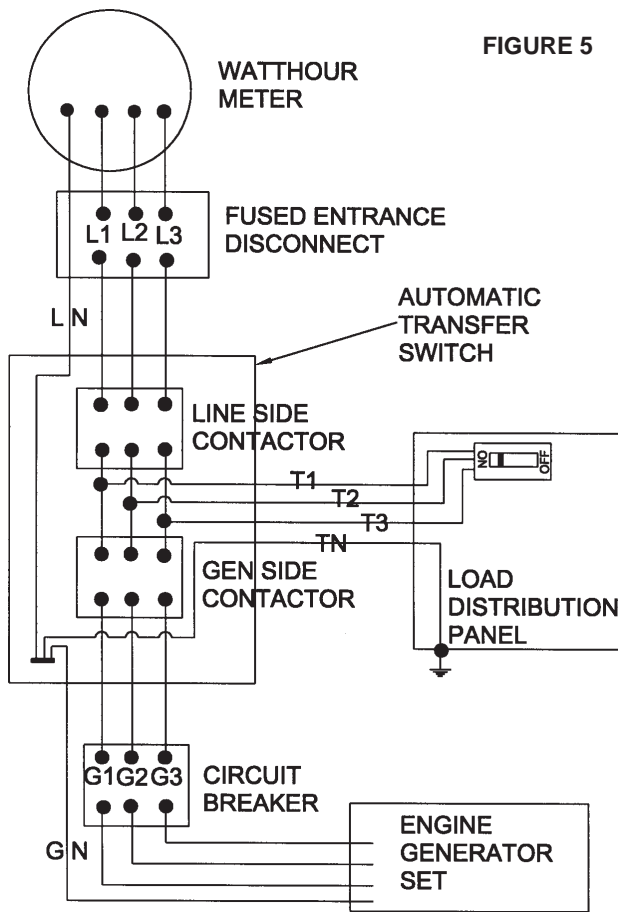 FIGURE 5
WATTHOUR
METER
FUSED ENTRANCE
DISCONNECT
L1 L2 L3
L N
AUTOMATIC
TRANSFER
SWITCH
LINE SIDE
CONTACTOR
NO
OFF
T1
T2
T3
TN
GEN SIDE
CONTACTOR
LOAD
DISTRIBUTION
PANEL
G1 G2 G3
CIRCUIT
BREAKER
G N
ENGINE
GENERATOR
SET